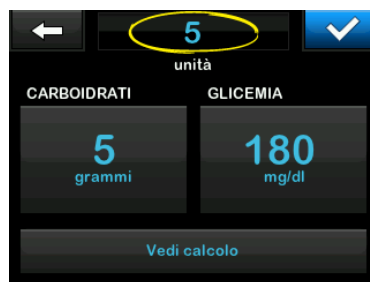 5
unità
CARBOIDRATI GLICEMIA
5 180
grammi mg/dl
Vedi calcolo